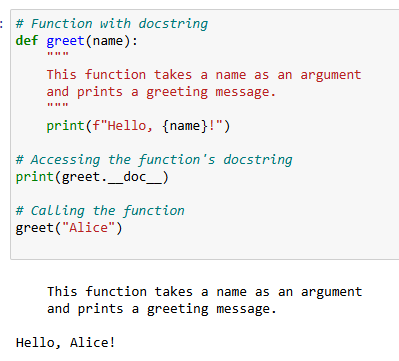 :
# Function with docstring
def greet(name):
    """
    This function takes a name as an argument
    and prints a greeting message.
    """
    print(f"Hello, {name}!")
# Accessing the function's docstring
print(greet.__doc__)
# Calling the function
greet("Alice")
    This function takes a name as an argument
    and prints a greeting message.
Hello, Alice!